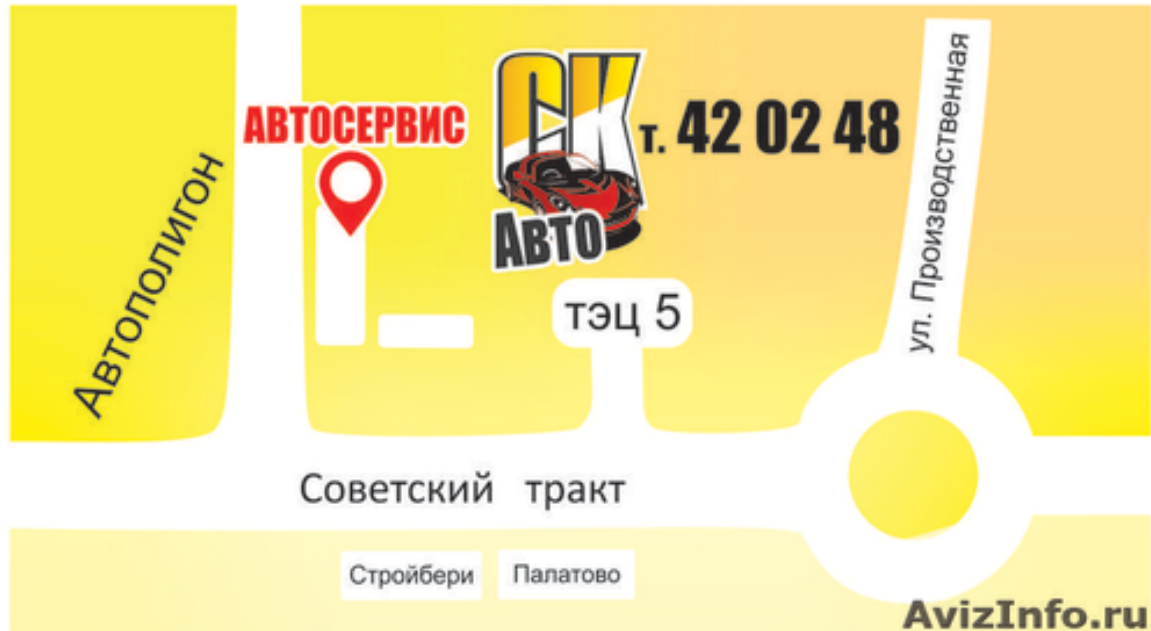 АВТОСЕРВИС
СК
Авто
т. 42 02 48
ул. Производственная
Автополигон
тэц 5
Советский тракт
Стройбери
Палатово
AvizInfo.ru